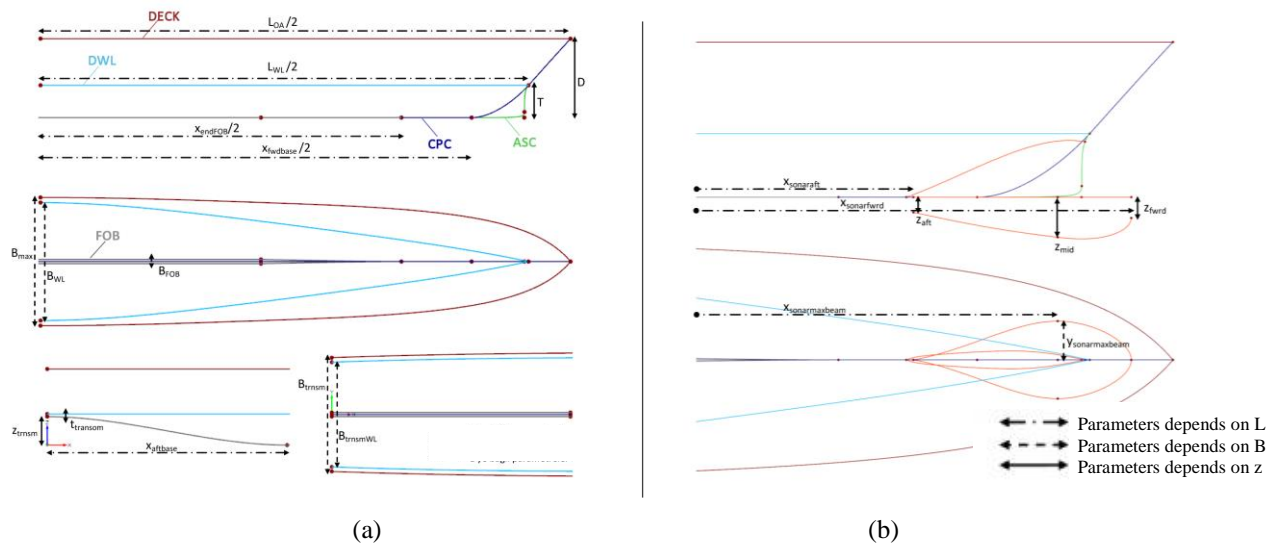 DECK
L_OA/2
DWL
L_WL/2
D
T
x_endFOB/2
CPC
ASC
x_fwdbase/2
FOB
B_max
B_WL
B_FOB
z_trnsm
t_transom
x_aftbase
B_trnsm
B_trnsmWL
(a)
x_sonaraft
x_sonarfwrd
z_aft
z_fwrd
z_mid
x_sonarmaxbeam
y_sonarmaxbeam
Parameters depends on L
Parameters depends on B
Parameters depends on z
(b)